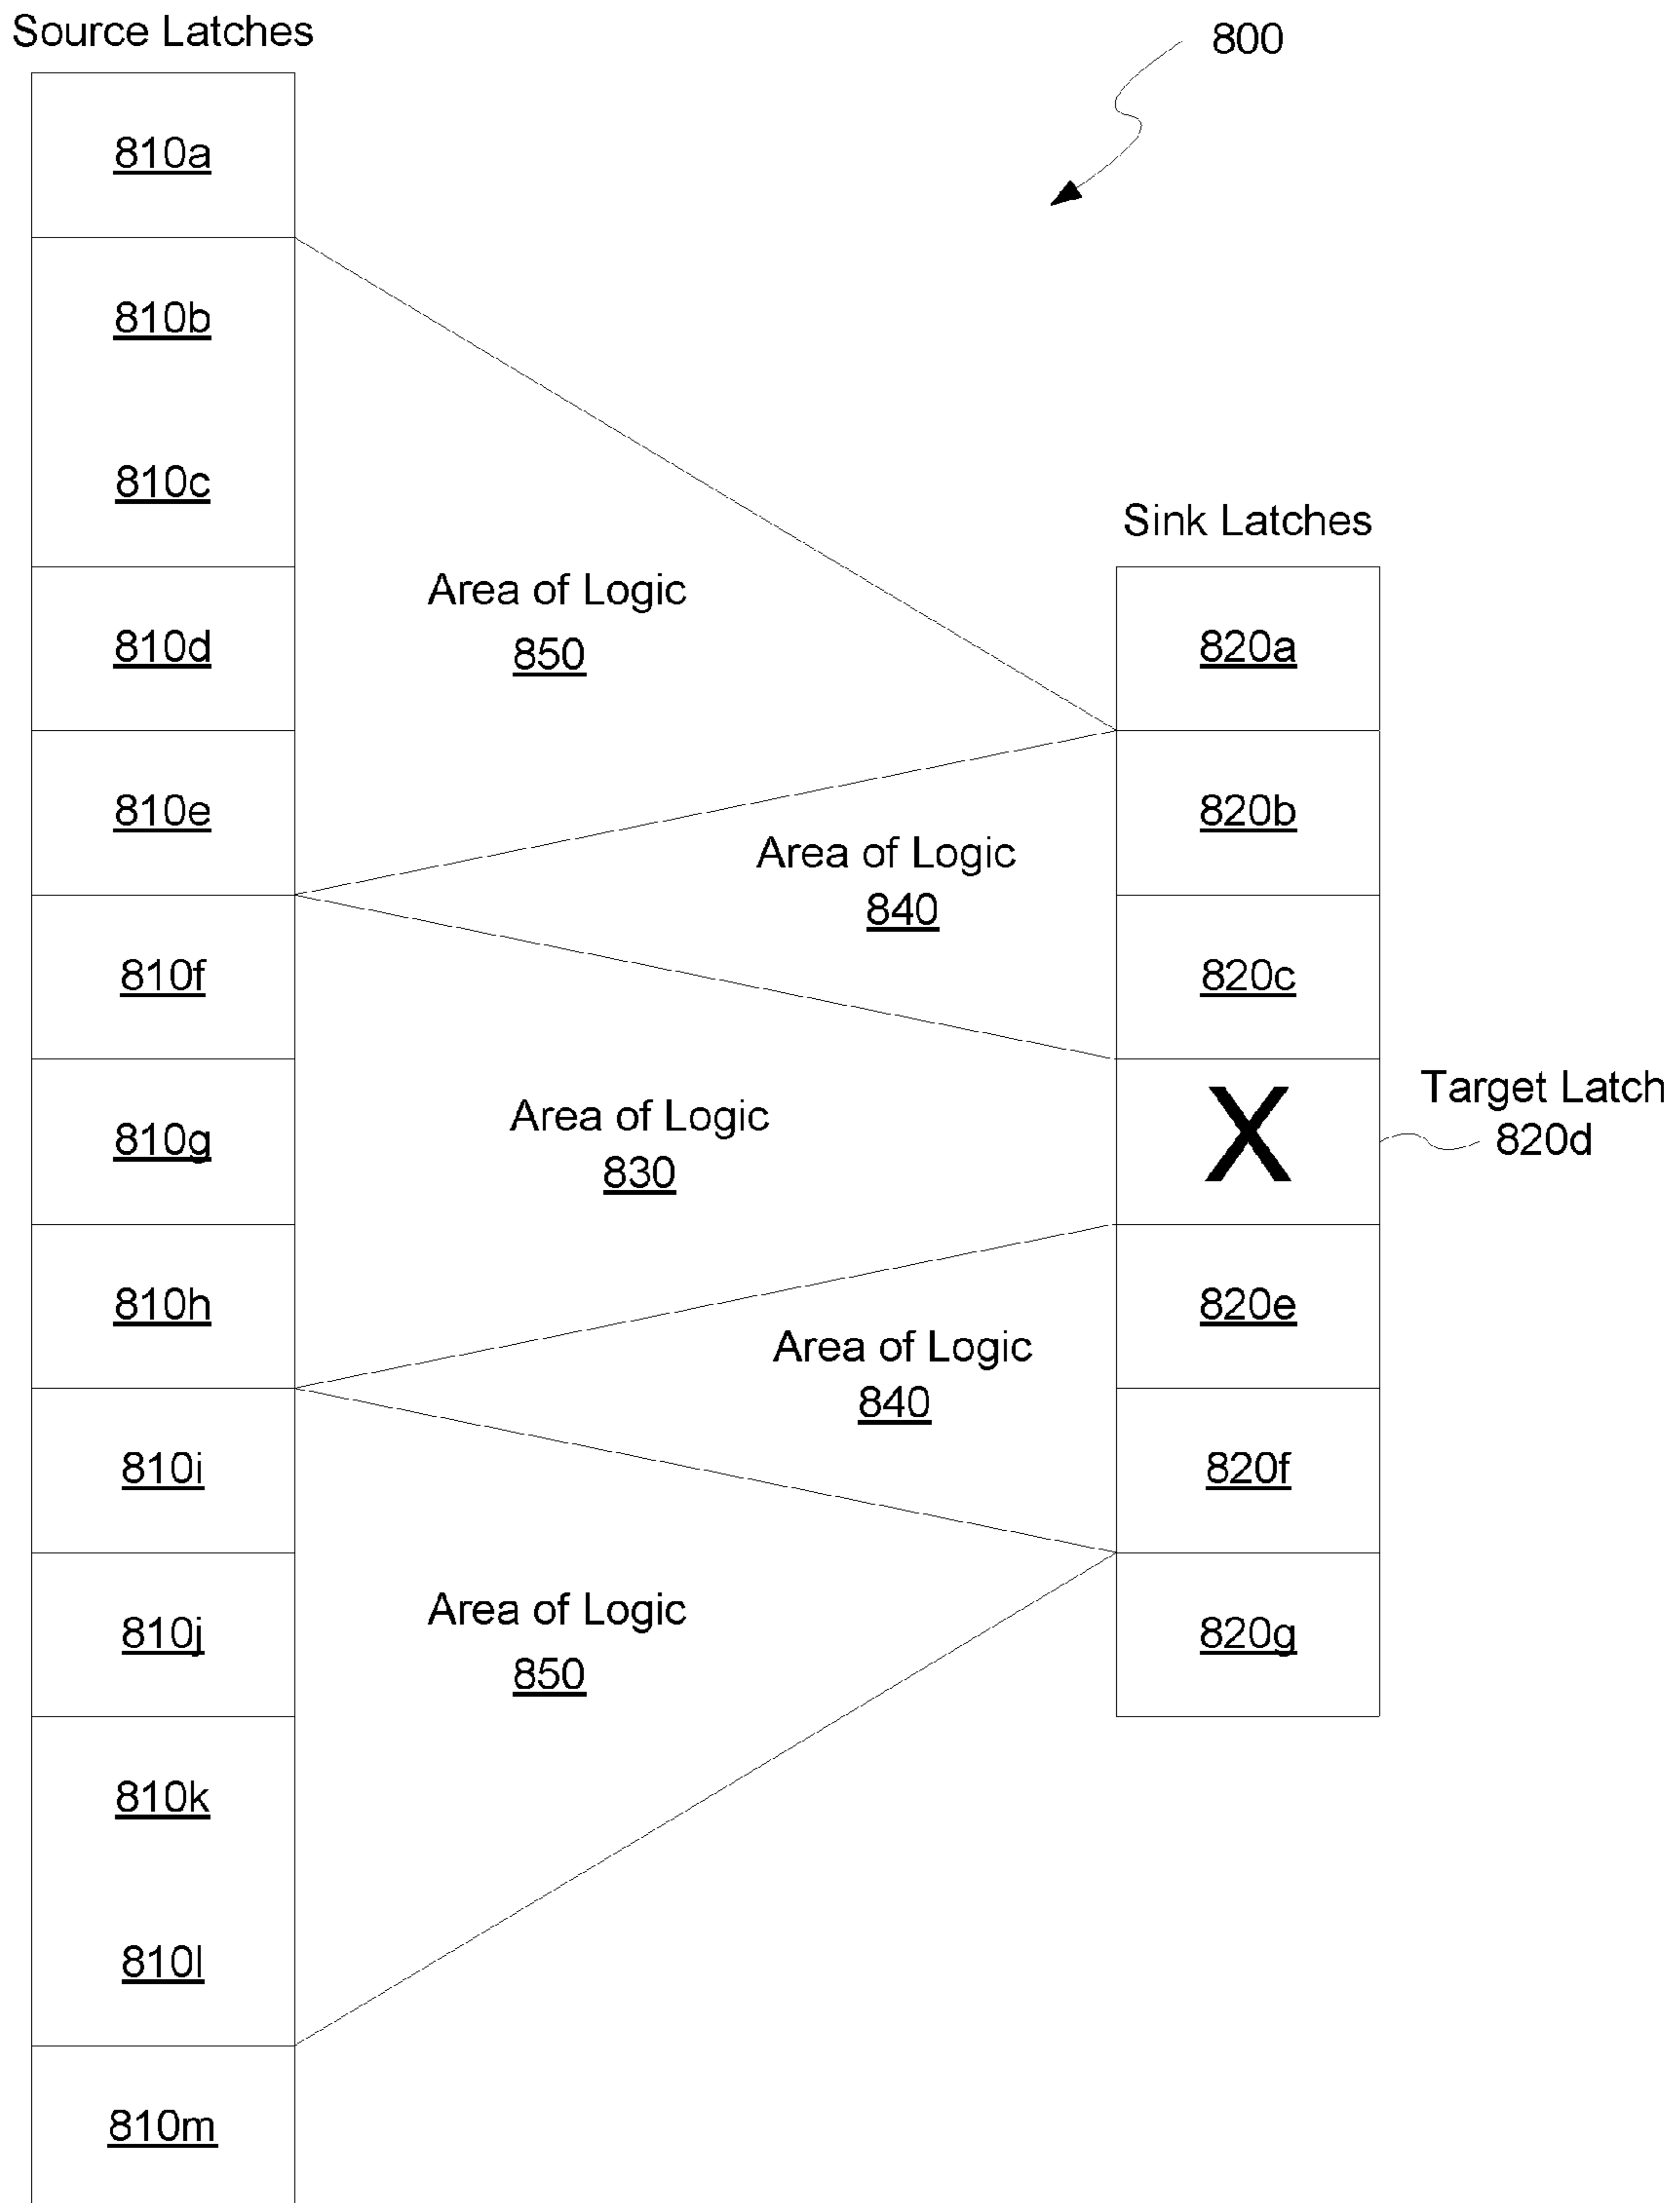 Source Latches
800
810a
810b
810c
Sink Latches
Area of Logic
850
810d
820a
810e
820b
Area of Logic
840
810f
820c
Area of Logic
830
810g
X
Target Latch
820d
810h
820e
Area of Logic
840
810i
820f
Area of Logic
850
810j
820g
810k
810l
810m